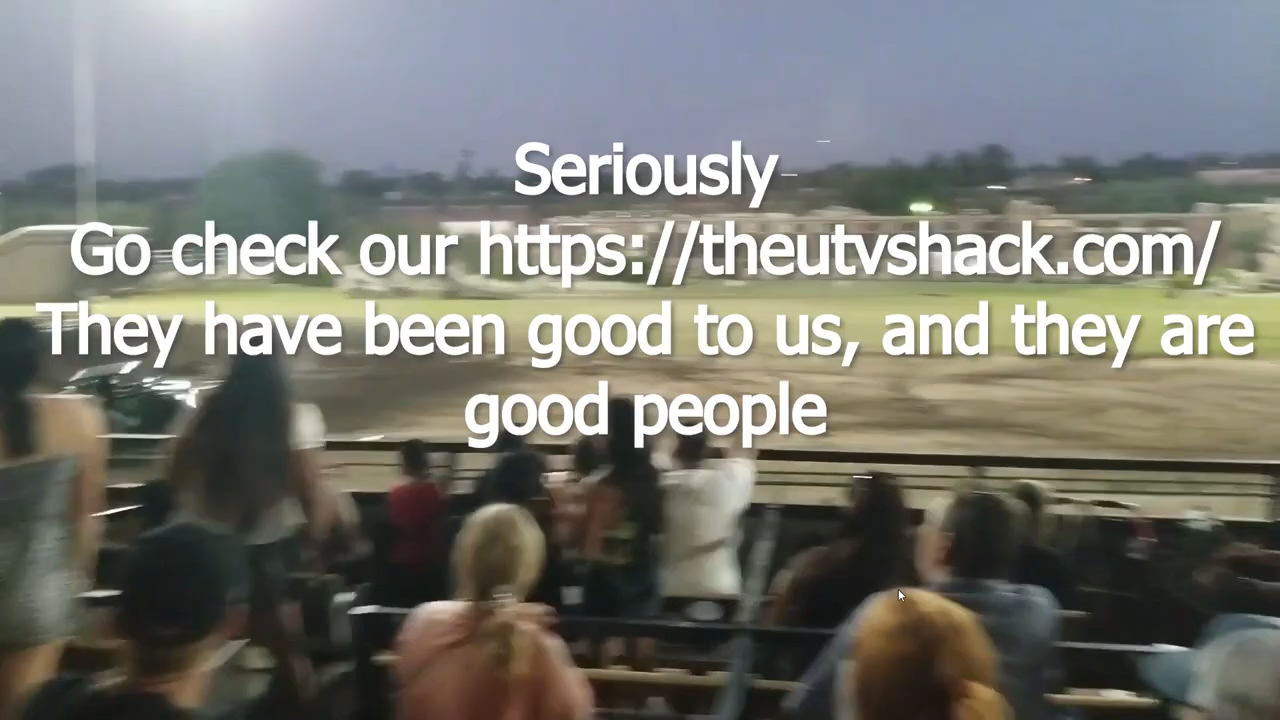 Seriously
Go check our https://theutvshack.com/
They have been good to us, and they are
good people